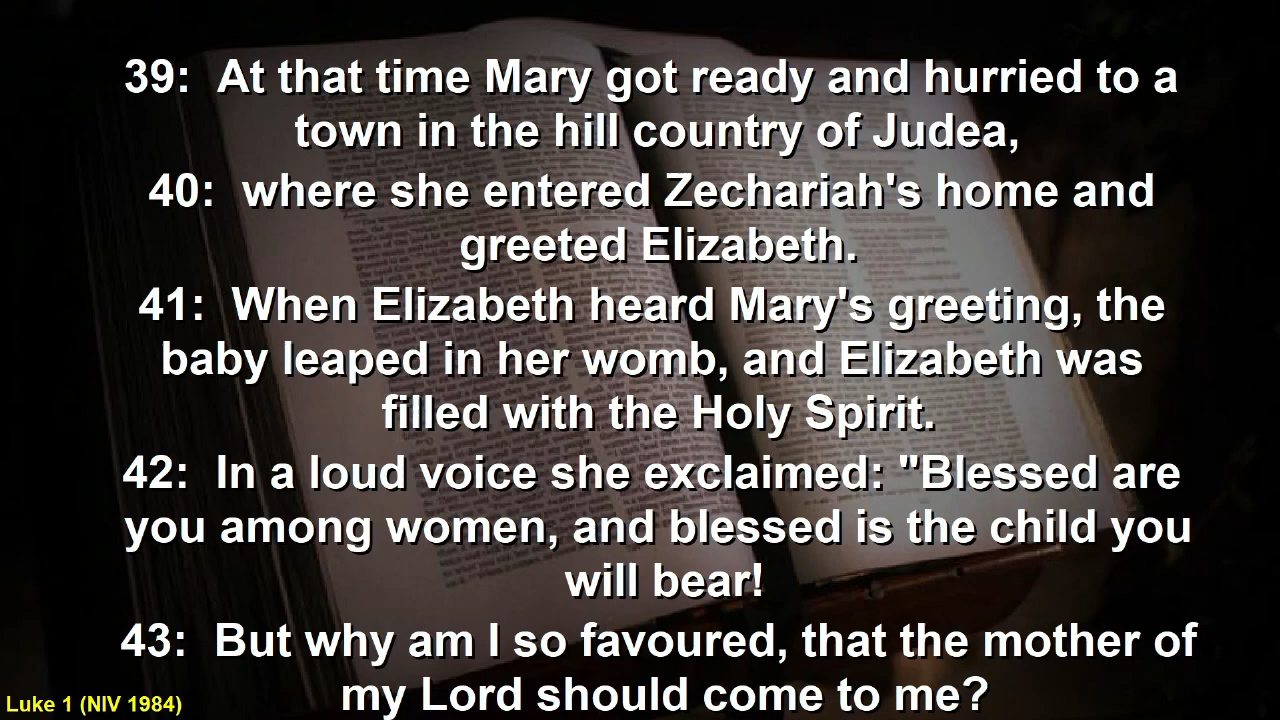 39:  At that time Mary got ready and hurried to a
town in the hill country of Judea,
40:  where she entered Zechariah's home and
greeted Elizabeth.
41:  When Elizabeth heard Mary's greeting, the
baby leaped in her womb, and Elizabeth was
filled with the Holy Spirit.
42:  In a loud voice she exclaimed: "Blessed are
you among women, and blessed is the child you
will bear!
43:  But why am I so favoured, that the mother of
my Lord should come to me?
Luke 1 (NIV 1984)